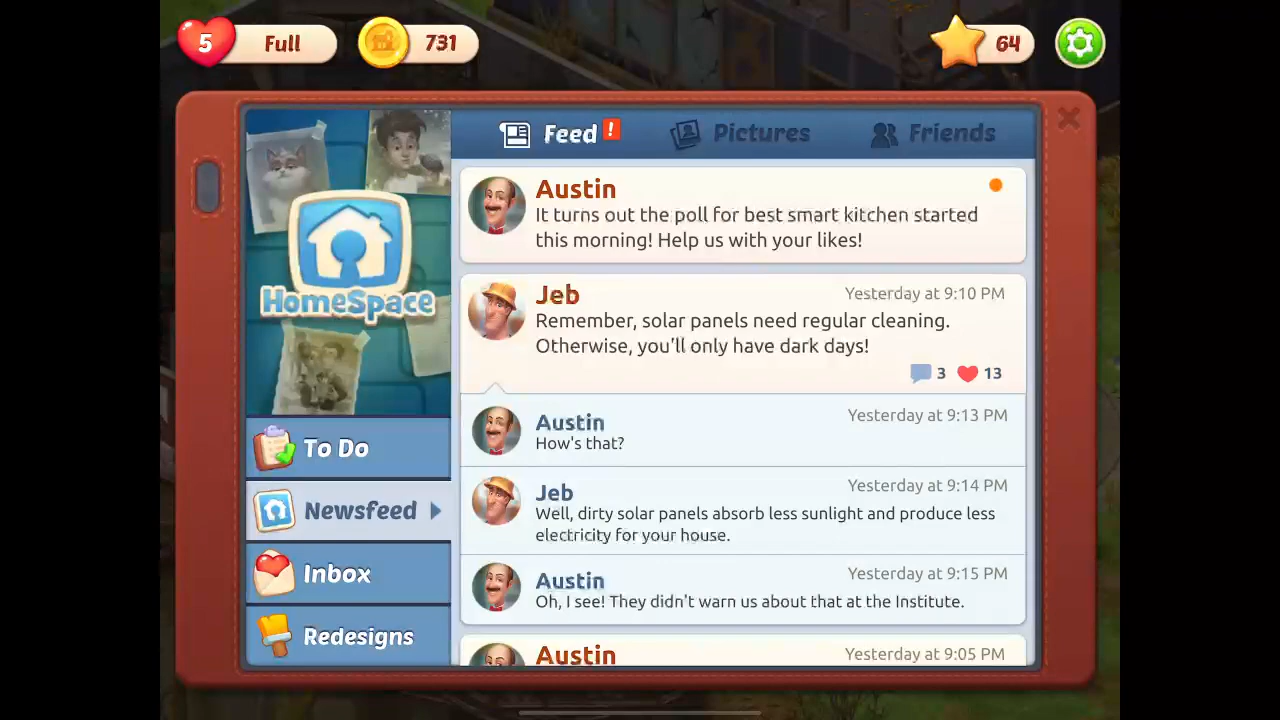 5 Full 731 64
Feed! Pictures Friends
HomeSpace
To Do
Newsfeed
Inbox
Redesigns
Austin
It turns out the poll for best smart kitchen started
this morning! Help us with your likes!
Jeb Yesterday at 9:10 PM
Remember, solar panels need regular cleaning.
Otherwise, you'll only have dark days!
3 13
Austin Yesterday at 9:13 PM
How's that?
Jeb Yesterday at 9:14 PM
Well, dirty solar panels absorb less sunlight and produce less
electricity for your house.
Austin Yesterday at 9:15 PM
Oh, I see! They didn't warn us about that at the Institute.
Austin Yesterday at 9:05 PM